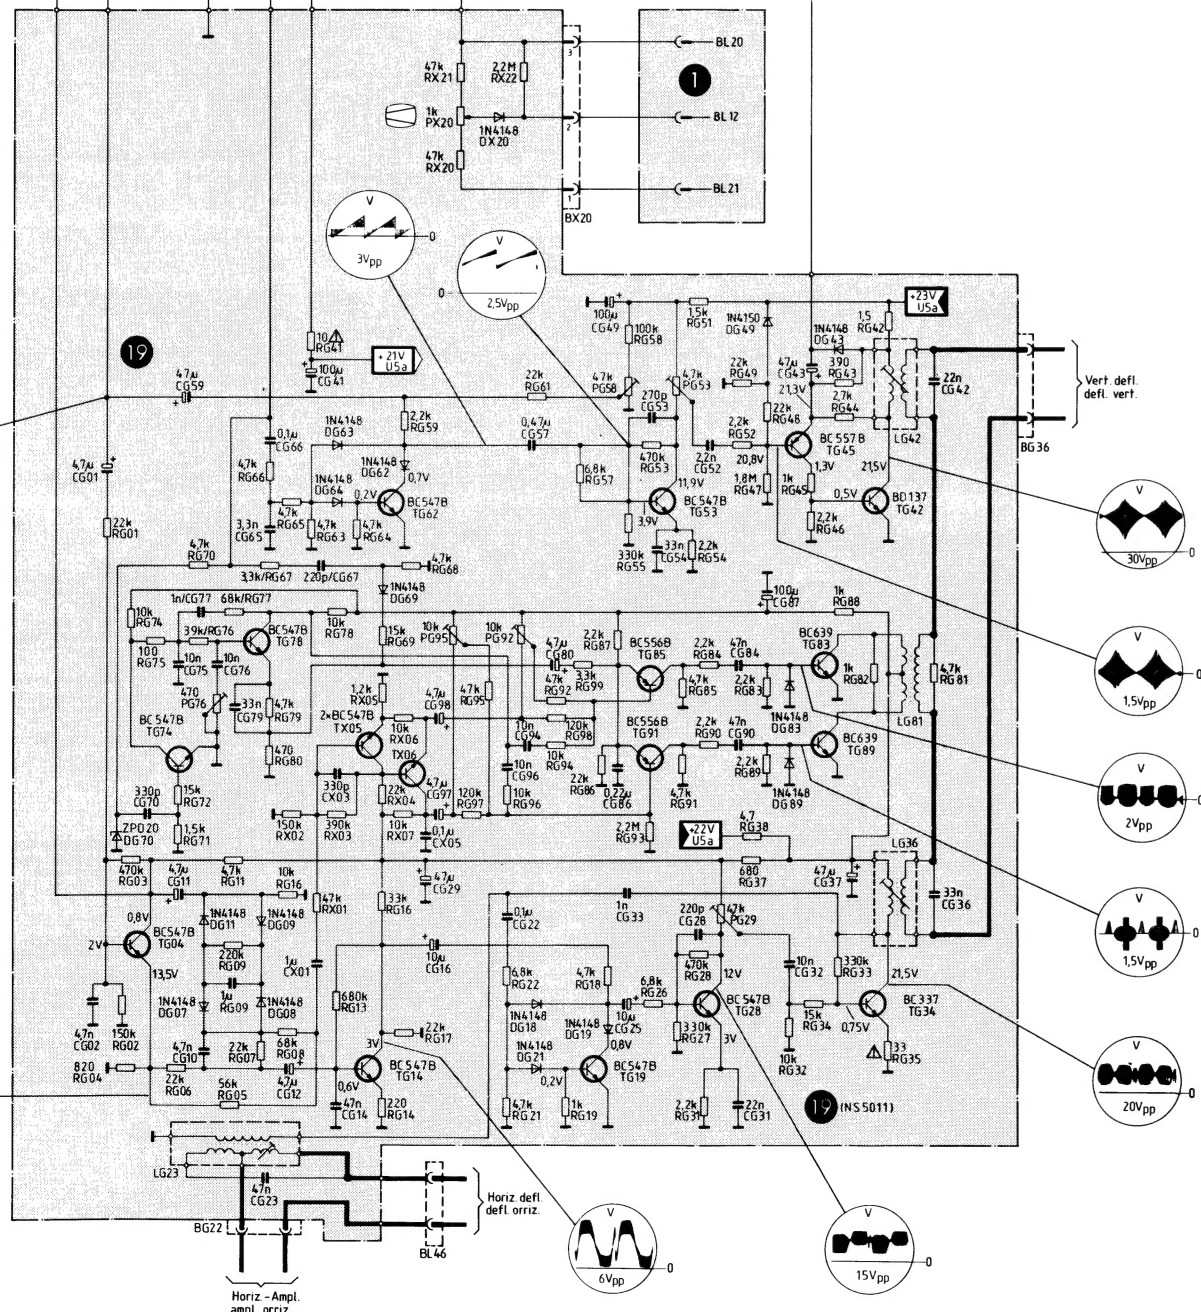 47k
RX21
2,2M
RX22
3
BL20
1
1k
PX20
1N4148
DX20
2
BL12
47k
RX20
1
BL21
BX20
V
0
3Vpp
V
0
2,5Vpp
19
10
RG41
100µ
CG41
+
+21V
U5a
47µ
CG59
+
22k
RG61
100µ
CG49
+
1,5k
RG51
100k
RG58
1N4150
DG49
1N4148
DG43
1,5
RG42
+23V
U5a
47k
PG58
4,7k
PG53
22k
RG49
47µ
CG43
+
390
RG43
22n
CG42
Vert. defl.
defl. vert.
270p
CG53
21,3V
2,7k
RG44
22k
RG48
LG42
BG36
0,1µ
CG66
1N4148
DG63
2,2k
RG59
0,47µ
CG57
2,2k
RG52
BC557B
TG45
4,7µ
CG01
+
4,7k
RG66
1N4148
DG62
0,7V
1N4148
DG64
0,2V
6,8k
RG57
470k
RG53
2,2n
CG52
20,8V
1,3V
21,5V
11,9V
1,8M
RG47
1k
RG45
BC547B
TG62
BC547B
TG53
0,5V
BD137
TG42
V
0
30Vpp
22k
RG01
3,3n
CG65
4,7k
RG65
4,7k
RG63
4,7k
RG64
3,9V
330k
RG55
33n
CG54
2,2k
RG54
2,2k
RG46
4,7k
RG70
3,3k/RG67
220p/CG67
4,7k
RG68
1N4148
DG69
100µ
CG87
+
1k
RG88
1n/CG77
68k/RG77
10k
RG74
39k/RG76
BC547B
TG78
10k
RG78
15k
RG69
10k
PG95
10k
PG92
47µ
CG80
+
2,2k
RG87
BC556B
TG85
2,2k
RG84
47n
CG84
BC639
TG83
100
RG75
10n
CG75
10n
CG76
3,3k
RG99
4,7k
RG85
2,2k
RG83
1k
RG82
4,7k
RG81
V
0
1,5Vpp
470
PG76
33n
CG79
4,7k
RG79
1,2k
RX05
4,7µ
CG98
+
47k
RG95
47k
RG92
1N4148
DG83
LG81
BC547B
TG74
2×BC547B
TX05
10k
RX06
120k
RG98
BC556B
TG91
2,2k
RG90
47n
CG90
BC639
TG89
470
RG80
TX06
10n
CG94
10k
RG94
10n
CG96
2,2k
RG89
1N4148
DG89
V
2Vpp
330p
CG70
15k
RG72
330p
CX03
22k
RX04
4,7µ
CG97
+
120k
RG97
10k
RG96
22k
RG86
0,22µ
CG86
4,7k
RG91
ZPD20
DG70
1,5k
RG71
150k
RX02
390k
RX03
10k
RX07
0,1µ
CX05
2,2M
RG93
+22V
U5a
4,7
RG38
470k
RG03
4,7µ
CG11
+
4,7k
RG11
10k
RG16
47µ
CG29
+
680
RG37
47µ
CG37
+
LG36
47k
RX01
33k
RG16
0,8V
BC547B
TG04
2V
1N4148
DG11
1N4148
DG09
220k
RG09
0,1µ
CG22
1n
CG33
220p
CG28
47k
PG29
33n
CG36
V
0
1,5Vpp
13,5V
1µ
CX01
10µ
CG16
+
6,8k
RG22
4,7k
RG18
6,8k
RG26
470k
RG28
12V
10n
CG32
330k
RG33
21,5V
1N4148
DG07
1µ
RG09
1N4148
DG08
680k
RG13
1N4148
DG18
10µ
CG25
+
BC547B
TG28
15k
RG34
BC337
TG34
0,75V
47n
CG02
150k
RG02
4,7n
CG10
22k
RG07
68k
RG08
22k
RG17
1N4148
DG19
0,8V
330k
RG27
3V
10k
RG32
33
RG35
820
RG04
22k
RG06
47µ
CG12
+
3V
0,6V
BC547B
TG14
1N4148
DG21
0,2V
BC547B
TG19
V
0
20Vpp
56k
RG05
47n
CG14
220
RG14
4,7k
RG21
1k
RG19
2,2k
RG31
22n
CG31
19 (NS5011)
LG23
47n
CG23
BG22
BL46
Horiz. defl.
defl. orriz.
V
0
6Vpp
V
0
15Vpp
Horiz.-Ampl.
ampl. orriz.